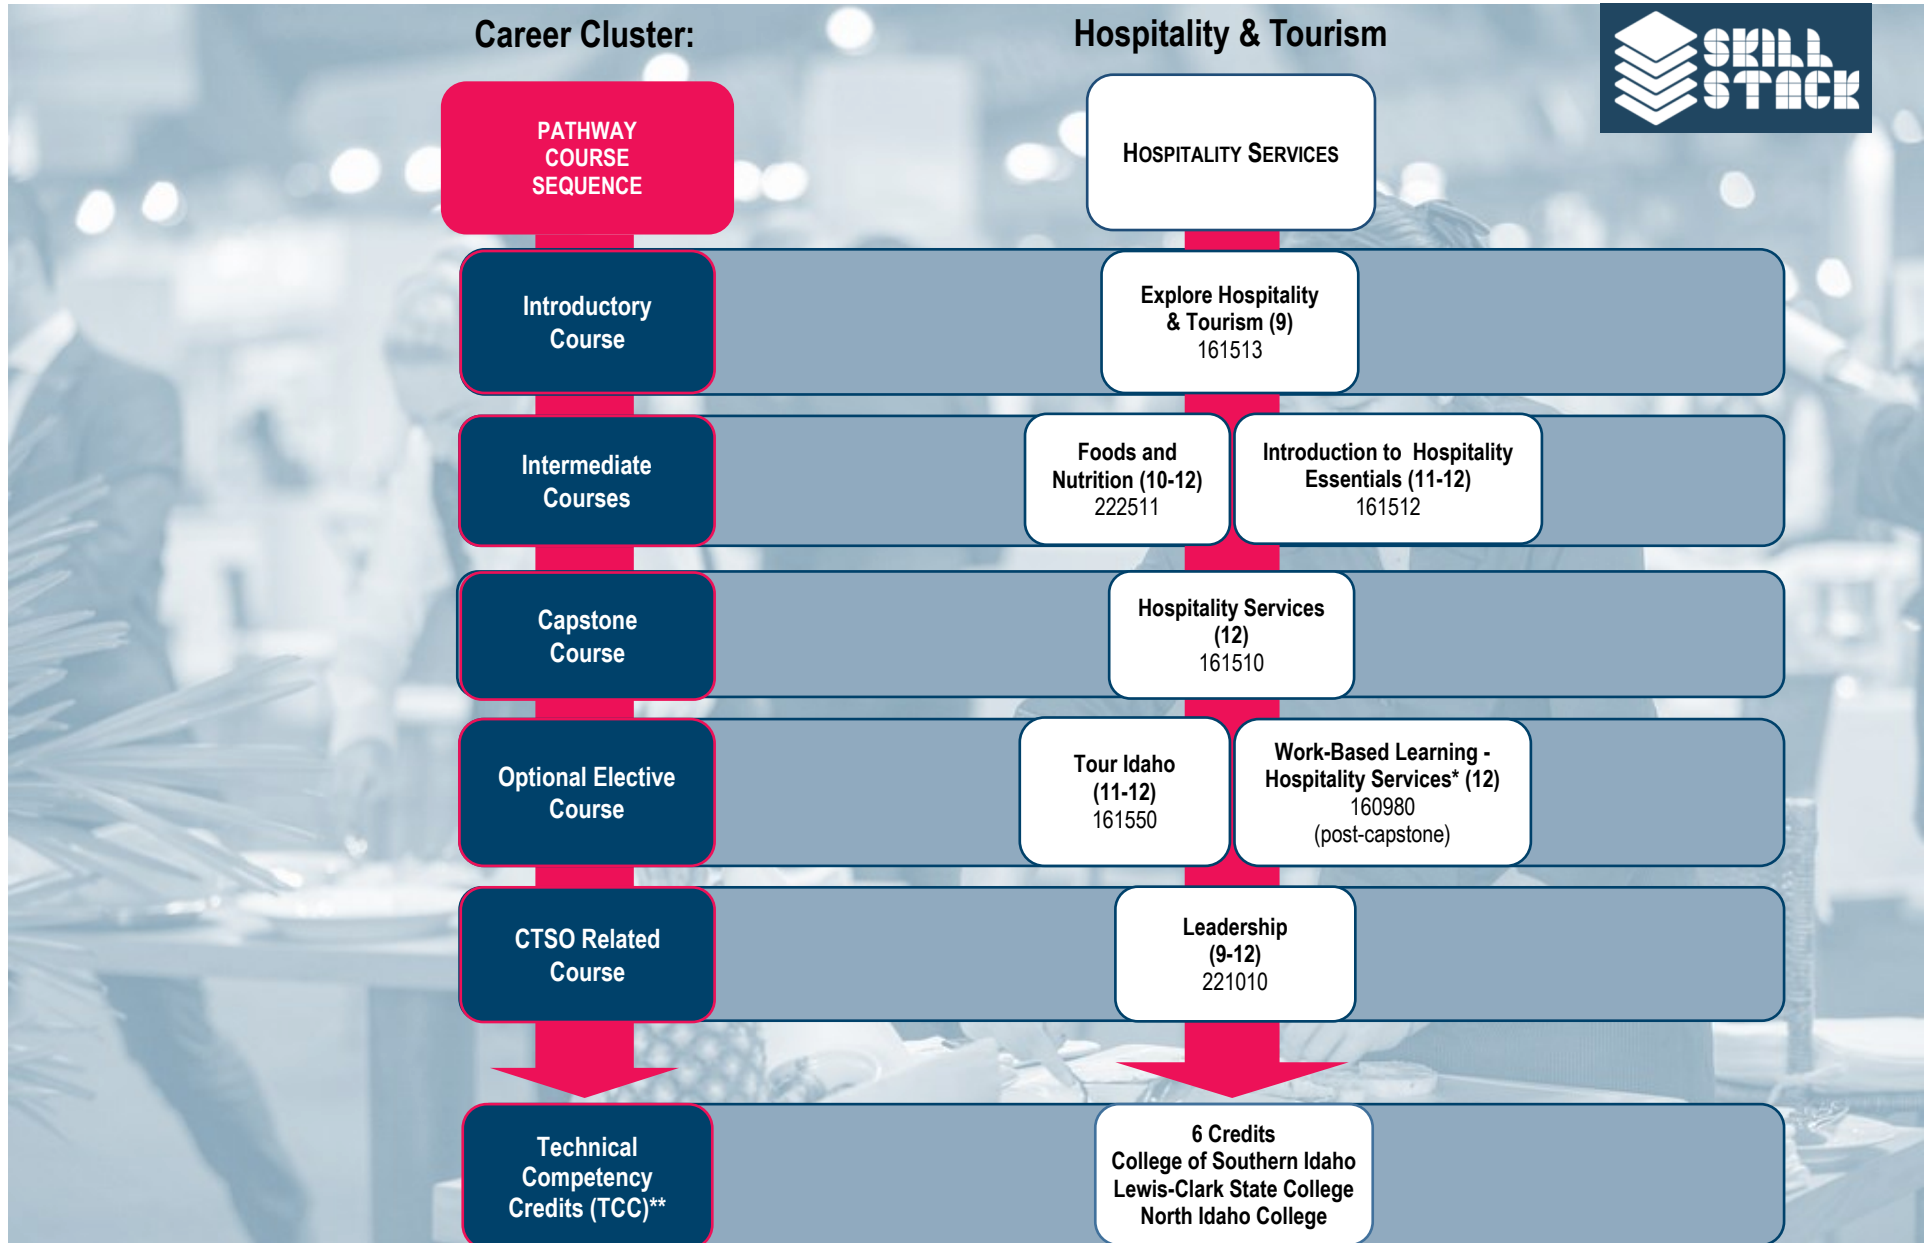 Career Cluster:
Hospitality & Tourism
SKILL
STACK
PATHWAY
COURSE
SEQUENCE
HOSPITALITY SERVICES
Introductory
Course
Explore Hospitality
& Tourism (9)
161513
Intermediate
Courses
Foods and
Nutrition (10-12)
222511
Introduction to Hospitality
Essentials (11-12)
161512
Capstone
Course
Hospitality Services
(12)
161510
Optional Elective
Course
Tour Idaho
(11-12)
161550
Work-Based Learning -
Hospitality Services* (12)
160980
(post-capstone)
CTSO Related
Course
Leadership
(9-12)
221010
Technical
Competency
Credits (TCC)**
6 Credits
College of Southern Idaho
Lewis-Clark State College
North Idaho College